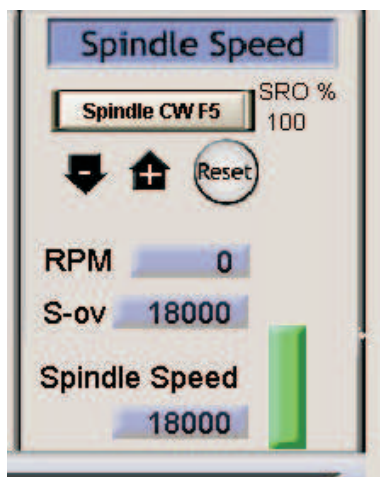 Spindle Speed
Spindle CW F5
SRO %
100
- + Reset
RPM 0
S-ov 18000
Spindle Speed
18000